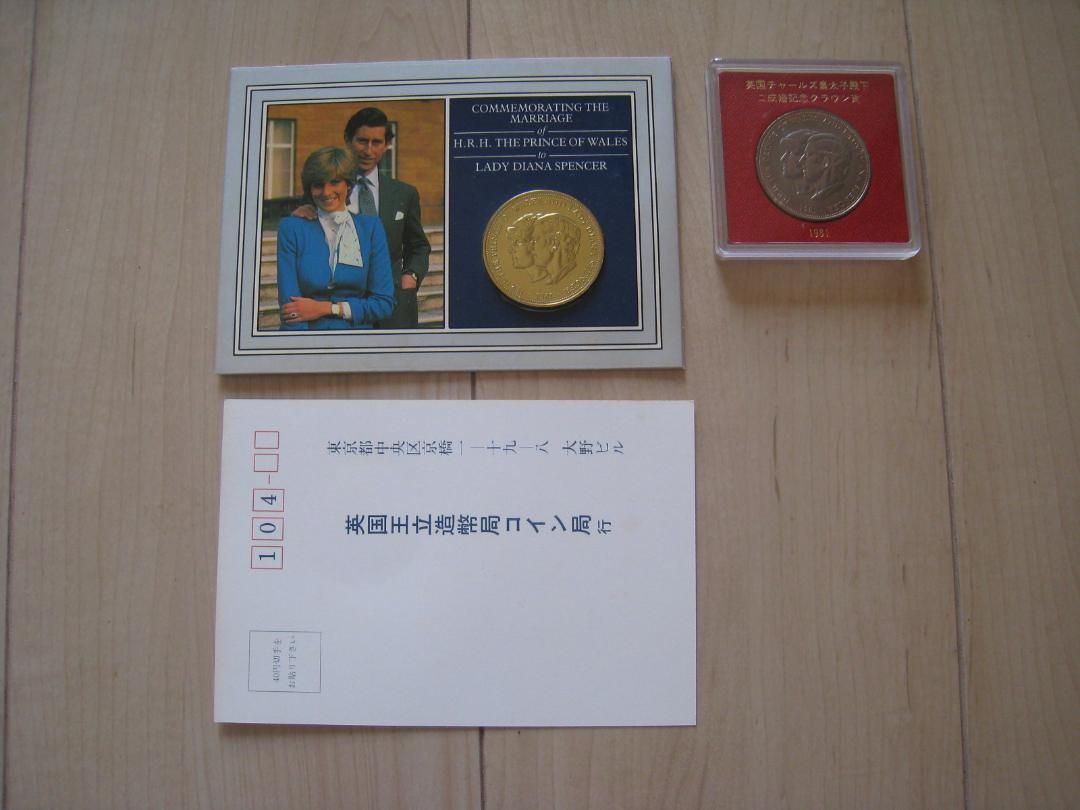 COMMEMORATING THE
MARRIAGE
of
H.R.H. THE PRINCE OF WALES
to
LADY DIANA SPENCER
英国チャールズ皇太子殿下
ご成婚記念クラウン貨
1981
東京都中央区京橋一ー十九ー八 大野ビル
英国王立造幣局コイン局 行
104-
40円切手を
お貼り下さい